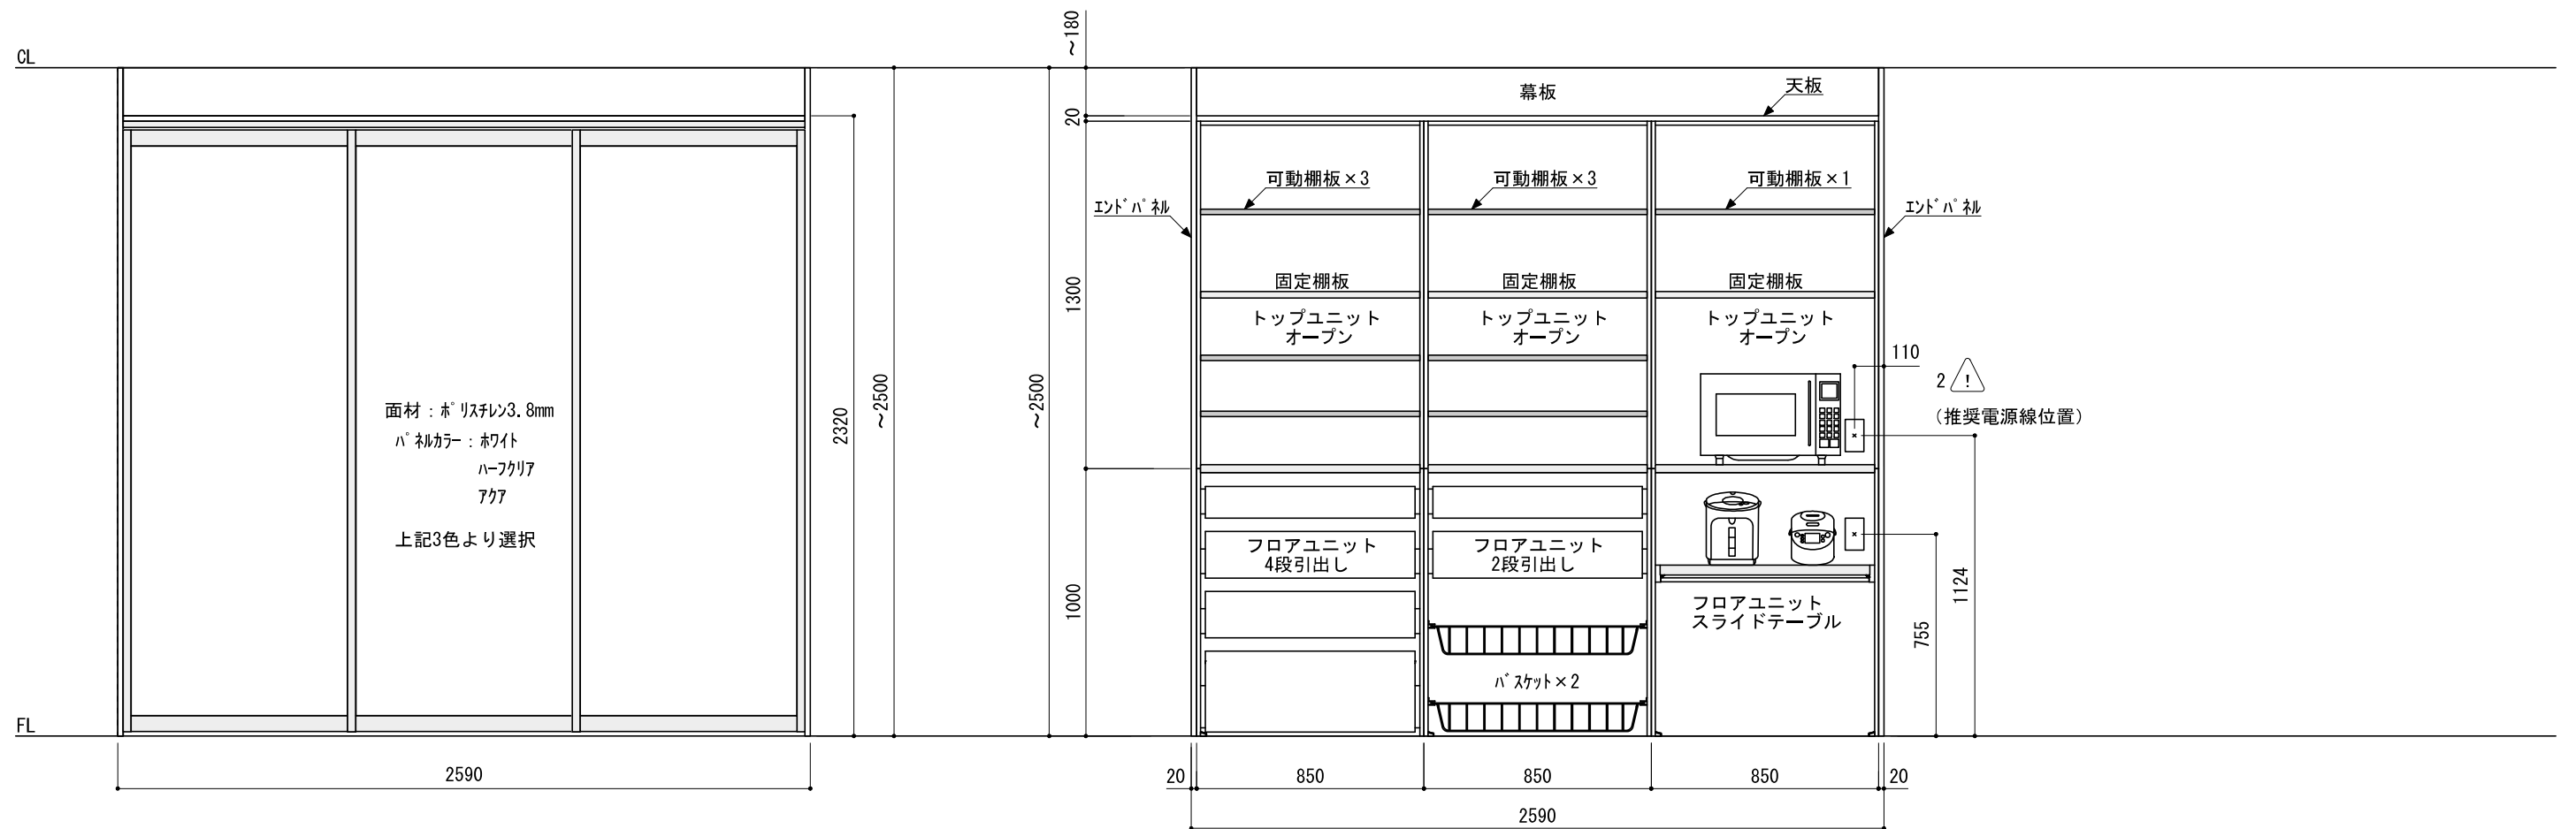 CL
FL
面材：ﾎﾟﾘｽﾁﾚﾝ3.8mm
ﾊﾟﾈﾙｶﾗｰ：ﾎﾜｲﾄ
ﾊｰﾌｸﾘｱ
ｱｸｱ
上記3色より選択
2590
2320
～2500
～2500
～180
20
1300
1000
幕板
天板
ｴﾝﾄﾞﾊﾟﾈﾙ
可動棚板×3
可動棚板×3
可動棚板×1
ｴﾝﾄﾞﾊﾟﾈﾙ
固定棚板
固定棚板
固定棚板
トップユニット
オープン
トップユニット
オープン
トップユニット
オープン
110
2 !
(推奨電源線位置)
フロアユニット
4段引出し
フロアユニット
2段引出し
フロアユニット
スライドテーブル
ﾊﾞｽｹｯﾄ×2
755
1124
20
850
850
850
20
2590